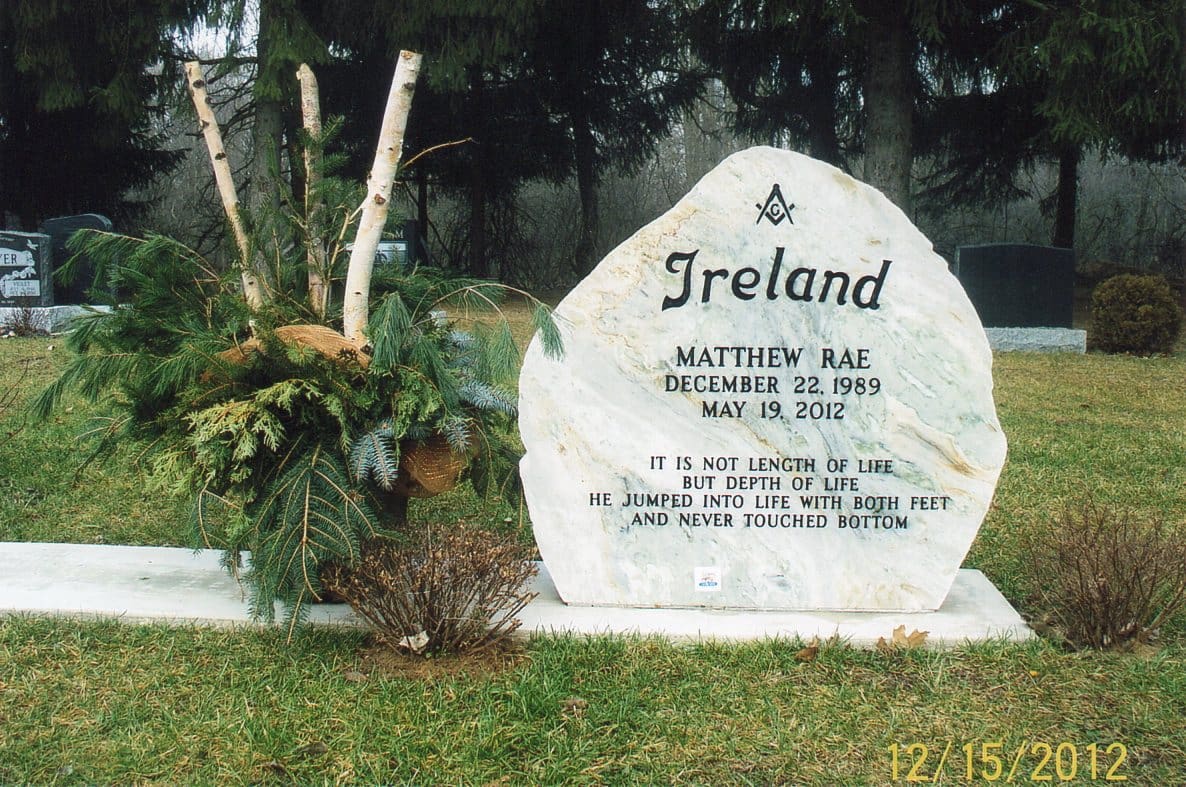 G
Ireland
MATTHEW RAE
DECEMBER 22, 1989
MAY 19, 2012
IT IS NOT LENGTH OF LIFE
BUT DEPTH OF LIFE
HE JUMPED INTO LIFE WITH BOTH FEET
AND NEVER TOUCHED BOTTOM
12/15/2012